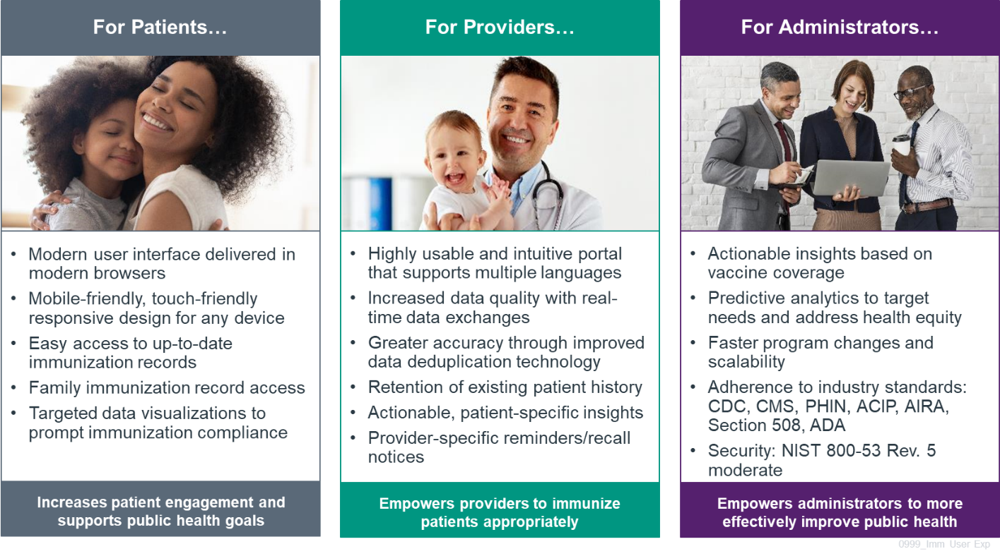 For Patients…
• Modern user interface delivered in
modern browsers
• Mobile-friendly, touch-friendly
responsive design for any device
• Easy access to up-to-date
immunization records
• Family immunization record access
• Targeted data visualizations to
prompt immunization compliance
Increases patient engagement and
supports public health goals
For Providers…
• Highly usable and intuitive portal
that supports multiple languages
• Increased data quality with real-
time data exchanges
• Greater accuracy through improved
data deduplication technology
• Retention of existing patient history
• Actionable, patient-specific insights
• Provider-specific reminders/recall
notices
Empowers providers to immunize
patients appropriately
For Administrators…
• Actionable insights based on
vaccine coverage
• Predictive analytics to target
needs and address health equity
• Faster program changes and
scalability
• Adherence to industry standards:
CDC, CMS, PHIN, ACIP, AIRA,
Section 508, ADA
• Security: NIST 800-53 Rev. 5
moderate
Empowers administrators to more
effectively improve public health
0999_Imm User Exp